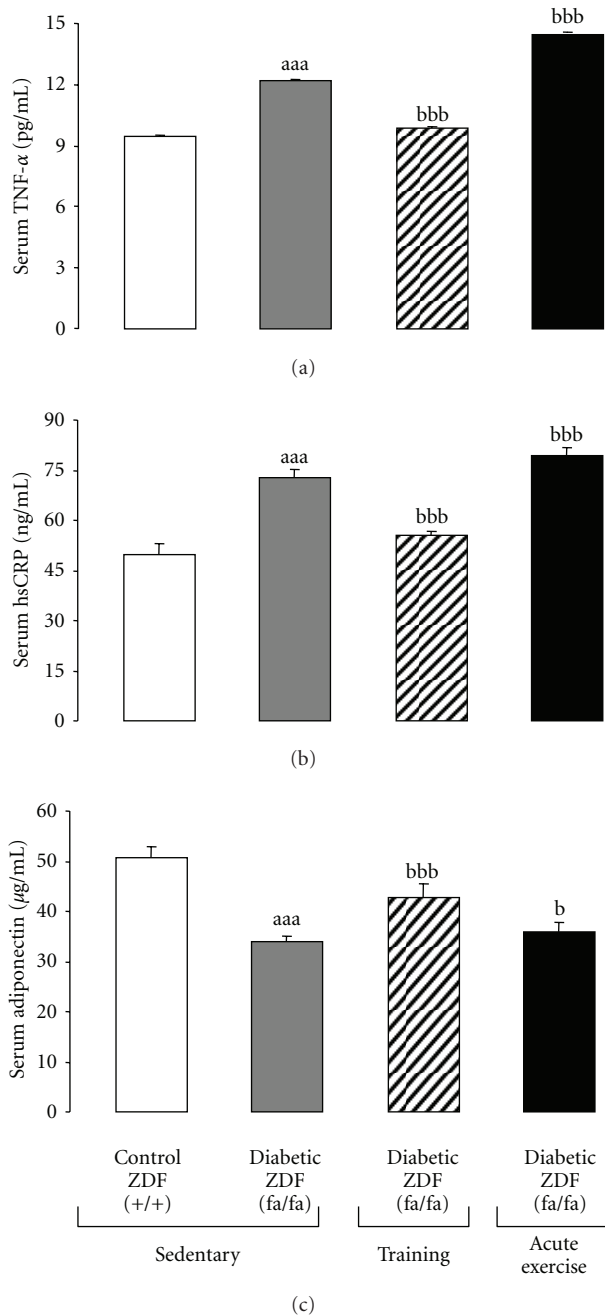 15
12
9
6
3
0
Serum TNF-α (pg/mL)
aaa
bbb
bbb
(a)
90
75
60
45
30
15
0
Serum hsCRP (ng/mL)
aaa
bbb
bbb
(b)
60
50
40
30
20
10
0
Serum adiponectin (μg/mL)
aaa
bbb
b
Control Diabetic Diabetic Diabetic
ZDF ZDF ZDF ZDF
(+/+) (fa/fa) (fa/fa) (fa/fa)
Sedentary Training Acute
exercise
(c)